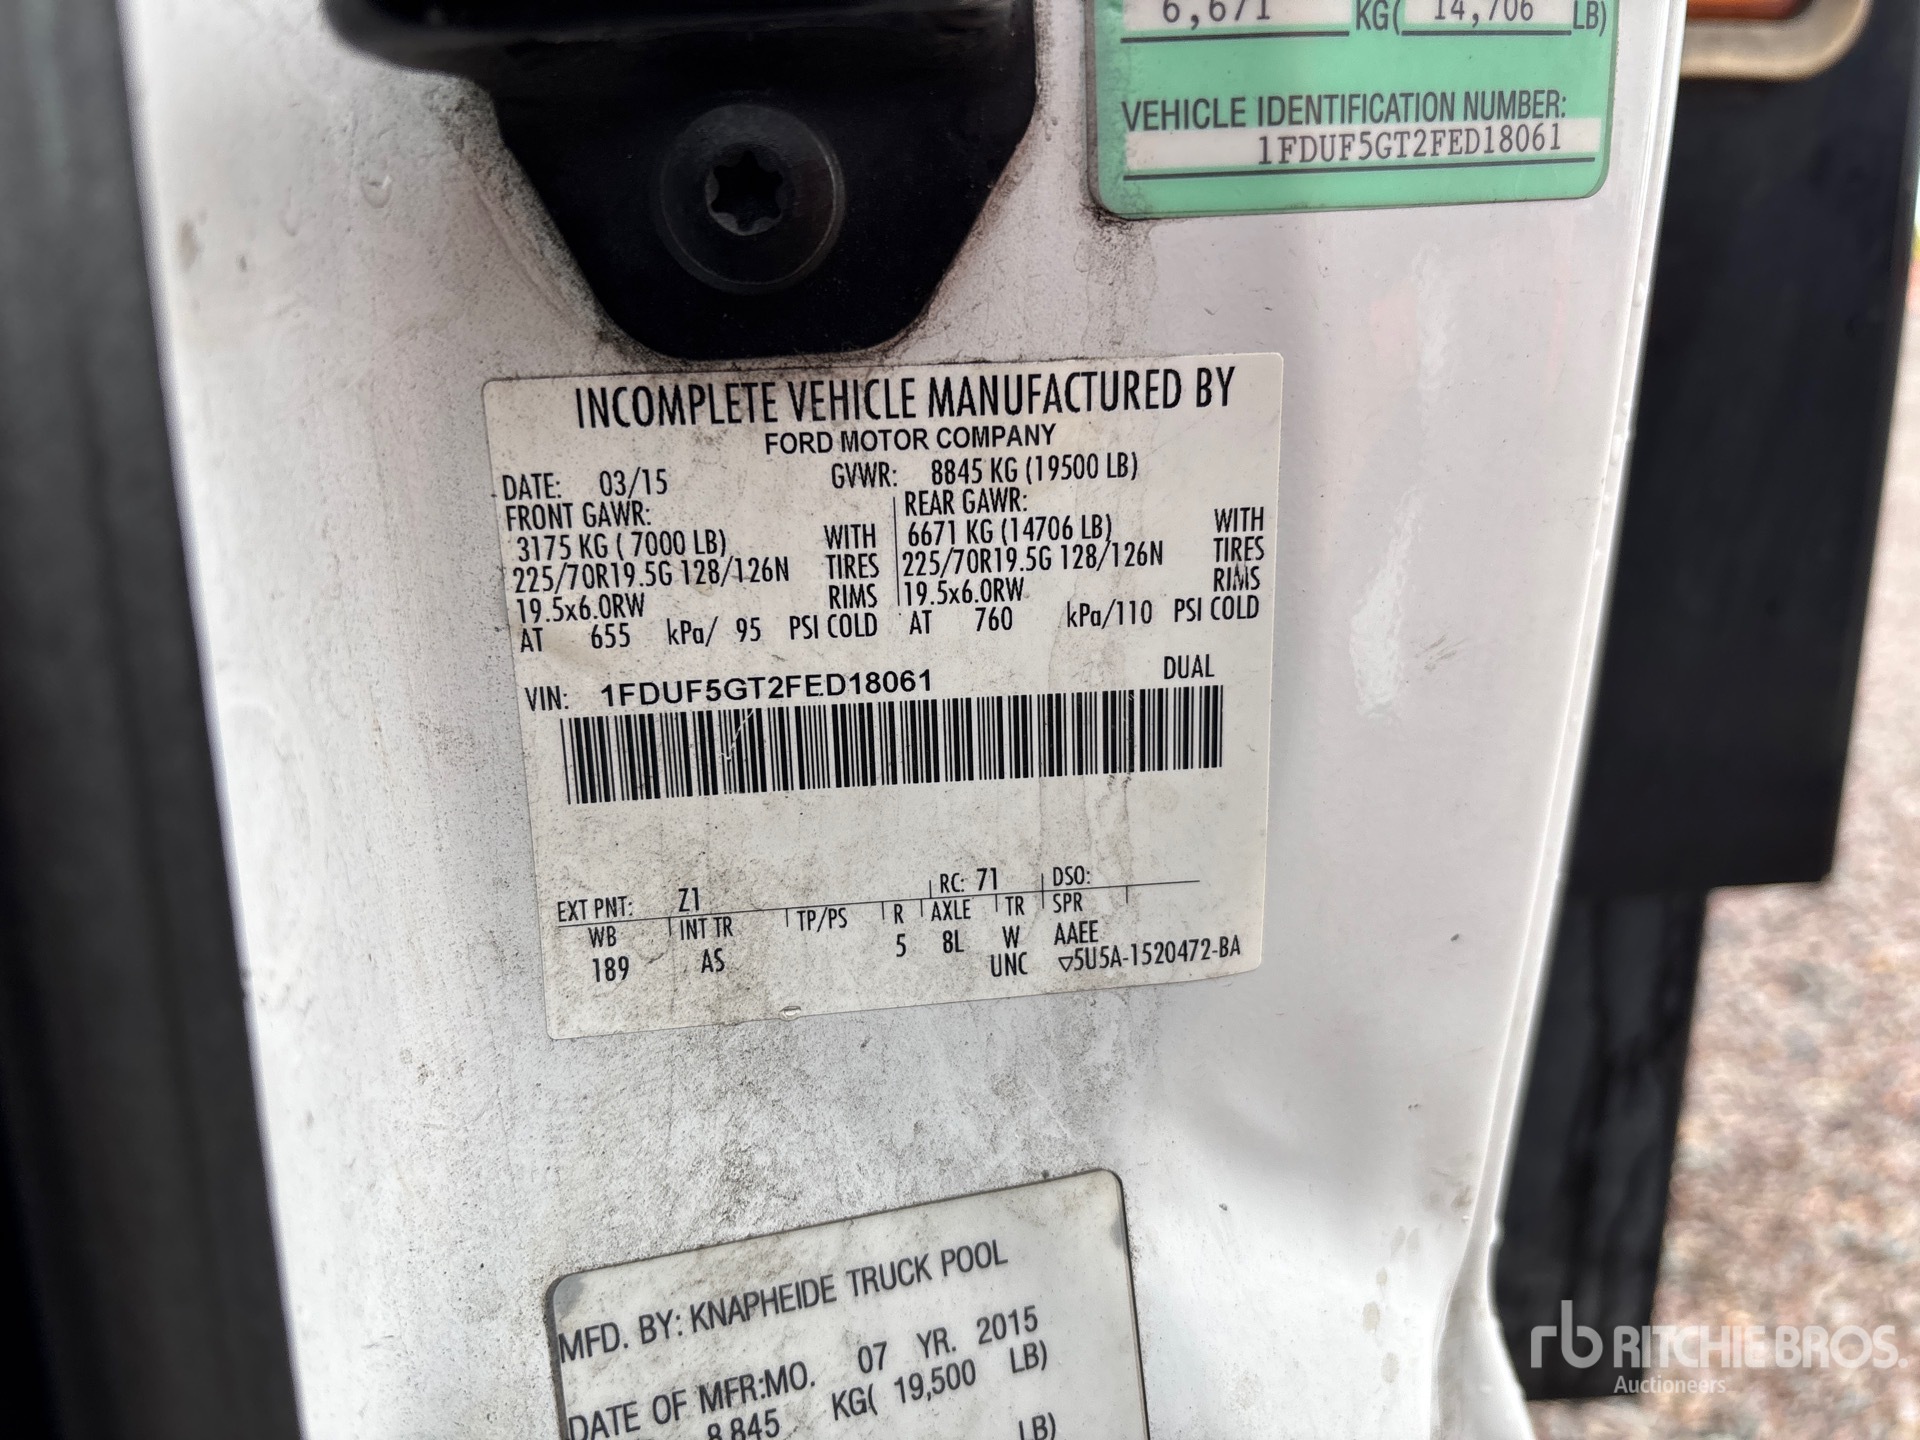 6,671 KG( 14,706 LB)
VEHICLE IDENTIFICATION NUMBER:
1FDUF5GT2FED18061
INCOMPLETE VEHICLE MANUFACTURED BY
FORD MOTOR COMPANY
DATE: 03/15 GVWR: 8845 KG (19500 LB)
FRONT GAWR: REAR GAWR:
3175 KG ( 7000 LB) WITH 6671 KG (14706 LB) WITH
225/70R19.5G 128/126N TIRES 225/70R19.5G 128/126N TIRES
19.5x6.0RW RIMS 19.5x6.0RW RIMS
AT 655 kPa/ 95 PSI COLD AT 760 kPa/110 PSI COLD
VIN: 1FDUF5GT2FED18061 DUAL
EXT PNT: Z1 RC: 71 DSO:
WB INT TR TP/PS R AXLE TR SPR
189 AS 5 8L W AAEE
UNC ▽5U5A-1520472-BA
MFD. BY: KNAPHEIDE TRUCK POOL
DATE OF MFR:MO. 07 YR. 2015
8,845 KG( 19,500 LB)
LB)
rb RITCHIE BROS.
Auctioneers